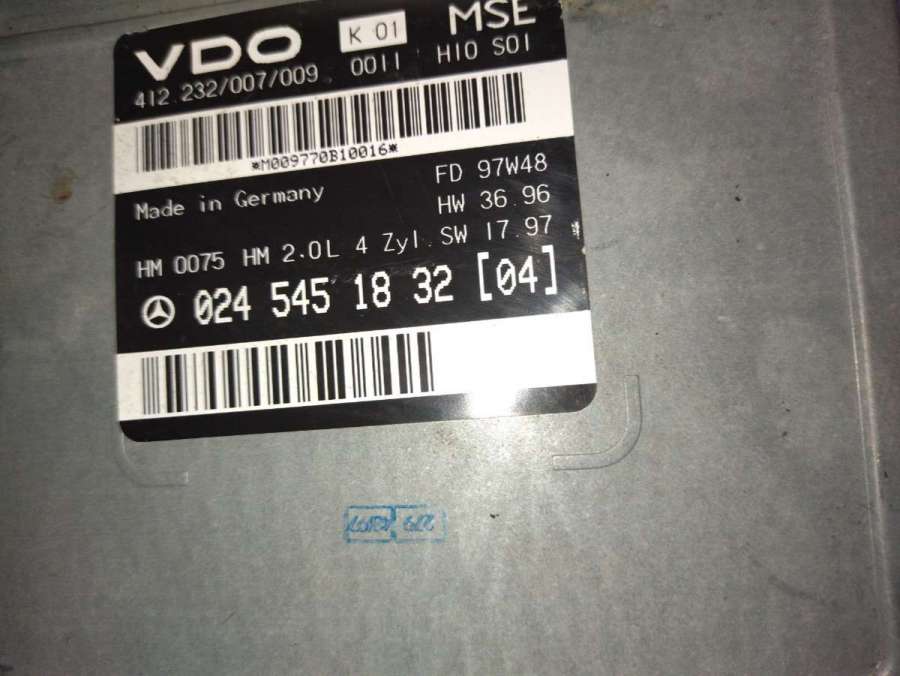 VDO K 01 MSE
412.232/007/009 0011 H10 S01
*M009770B10016*
FD 97W48
Made in Germany HW 36.96
HM 0075 HM 2.0L 4 Zyl. SW 17.97 *
024 545 18 32 [04]